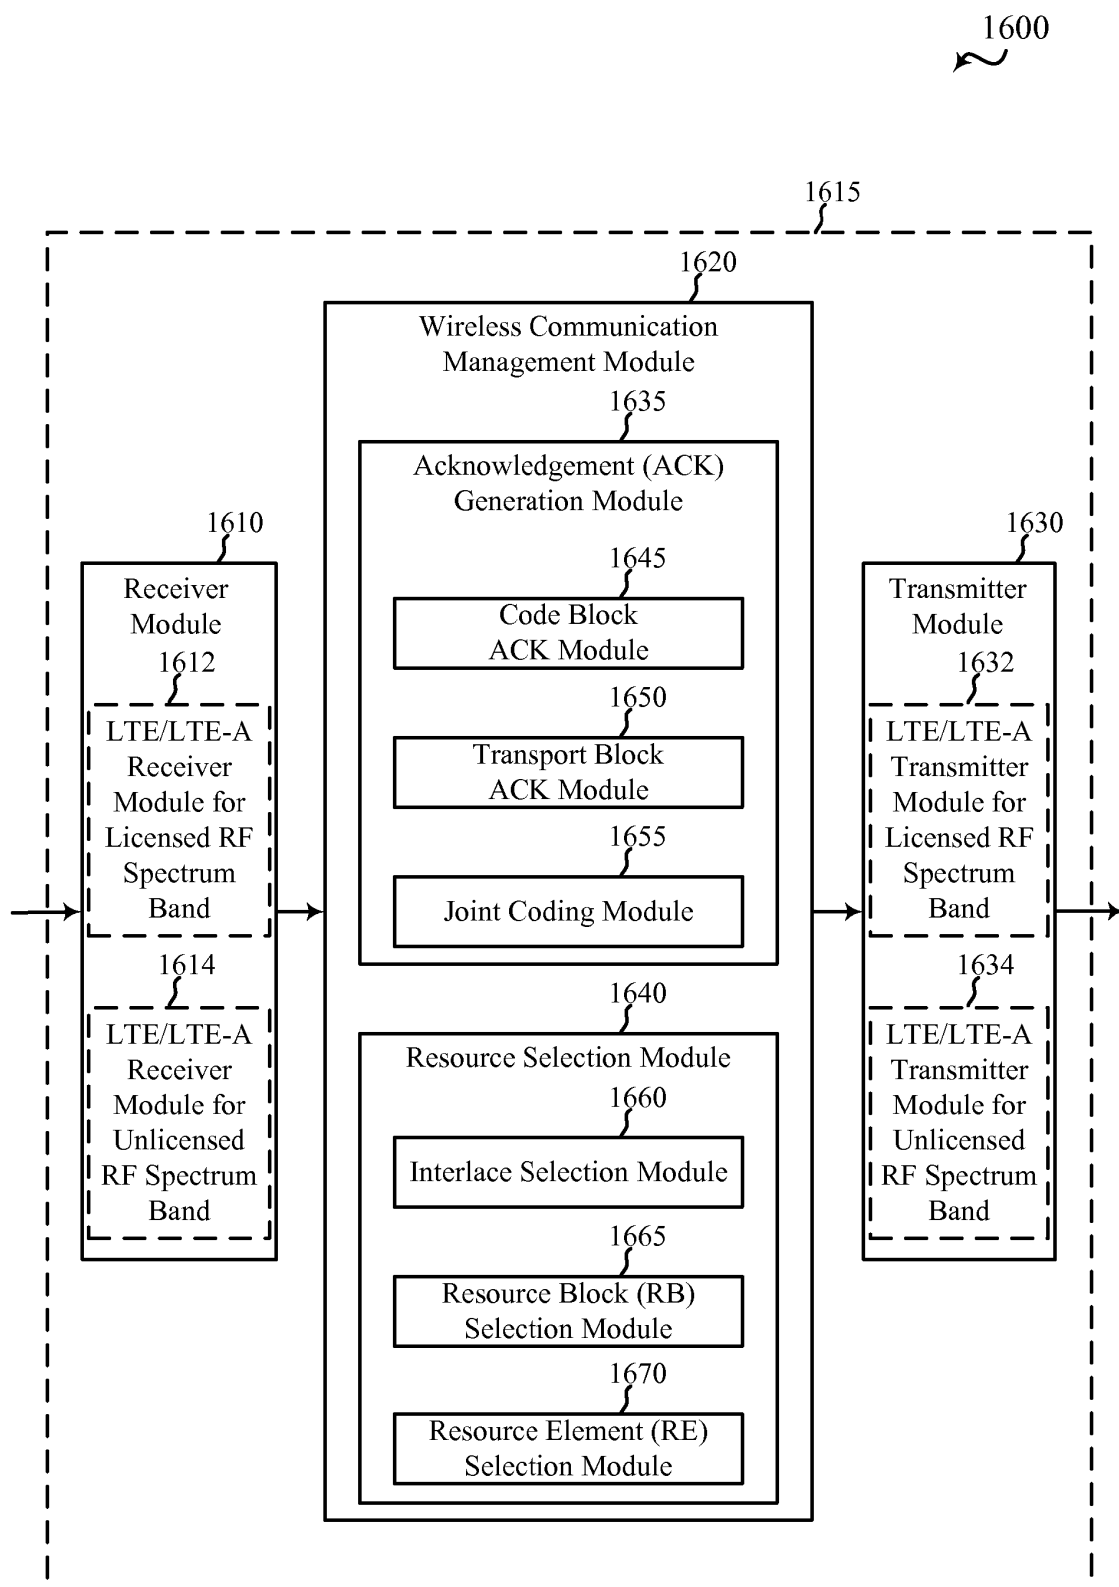 1600
1615
1620
Wireless Communication
Management Module
1635
Acknowledgement (ACK)
Generation Module
1645
Code Block
ACK Module
1650
Transport Block
ACK Module
1655
Joint Coding Module
1640
Resource Selection Module
1660
Interlace Selection Module
1665
Resource Block (RB)
Selection Module
1670
Resource Element (RE)
Selection Module
1610
Receiver
Module
1612
LTE/LTE-A
Receiver
Module for
Licensed RF
Spectrum
Band
1614
LTE/LTE-A
Receiver
Module for
Unlicensed
RF Spectrum
Band
1630
Transmitter
Module
1632
LTE/LTE-A
Transmitter
Module for
Licensed RF
Spectrum
Band
1634
LTE/LTE-A
Transmitter
Module for
Unlicensed
RF Spectrum
Band